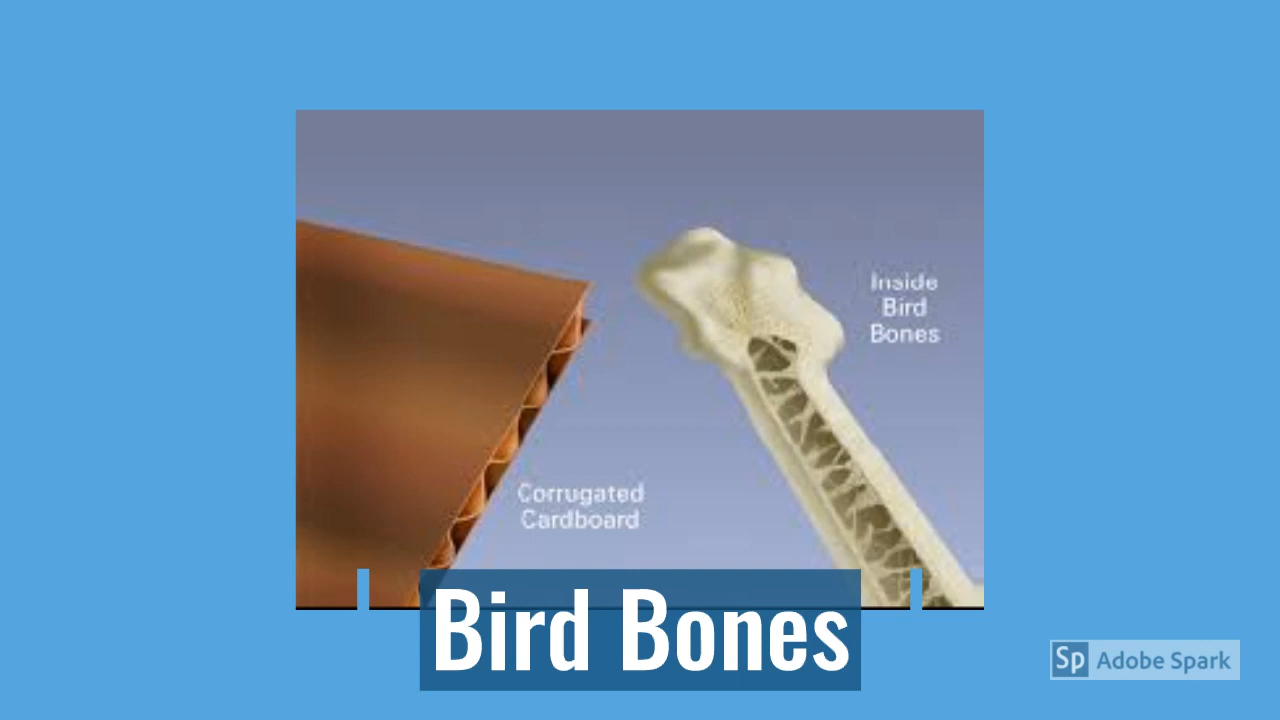 Inside
Bird
Bones
Corrugated
Cardboard
Bird Bones
Sp Adobe Spark